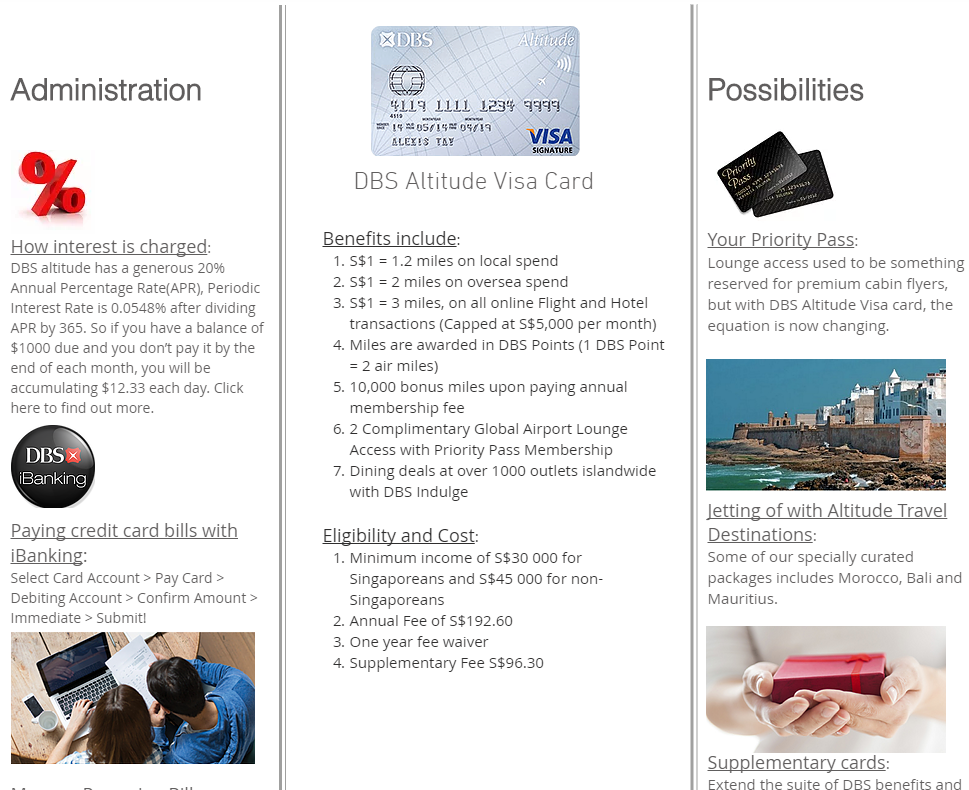 Administration
How interest is charged:
DBS altitude has a generous 20%
Annual Percentage Rate(APR), Periodic
Interest Rate is 0.0548% after dividing
APR by 365. So if you have a balance of
$1000 due and you don't pay it by the
end of each month, you will be
accumulating $12.33 each day. Click
here to find out more.
DBS
iBanking
Paying credit card bills with
iBanking:
Select Card Account > Pay Card >
Debiting Account > Confirm Amount >
Immediate > Submit!
DBS Altitude
4119 1111 1234 9999
4119
14 05/14 04/19
ALEXIS TAY
VISA
SIGNATURE
DBS Altitude Visa Card
Benefits include:
1. S$1 = 1.2 miles on local spend
2. S$1 = 2 miles on oversea spend
3. S$1 = 3 miles, on all online Flight and Hotel
transactions (Capped at S$5,000 per month)
4. Miles are awarded in DBS Points (1 DBS Point
= 2 air miles)
5. 10,000 bonus miles upon paying annual
membership fee
6. 2 Complimentary Global Airport Lounge
Access with Priority Pass Membership
7. Dining deals at over 1000 outlets islandwide
with DBS Indulge
Eligibility and Cost:
1. Minimum income of S$30 000 for
Singaporeans and S$45 000 for non-
Singaporeans
2. Annual Fee of S$192.60
3. One year fee waiver
4. Supplementary Fee S$96.30
Possibilities
Priority
Pass
Your Priority Pass:
Lounge access used to be something
reserved for premium cabin flyers,
but with DBS Altitude Visa card, the
equation is now changing.
Jetting of with Altitude Travel
Destinations:
Some of our specially curated
packages includes Morocco, Bali and
Mauritius.
Supplementary cards:
Extend the suite of DBS benefits and